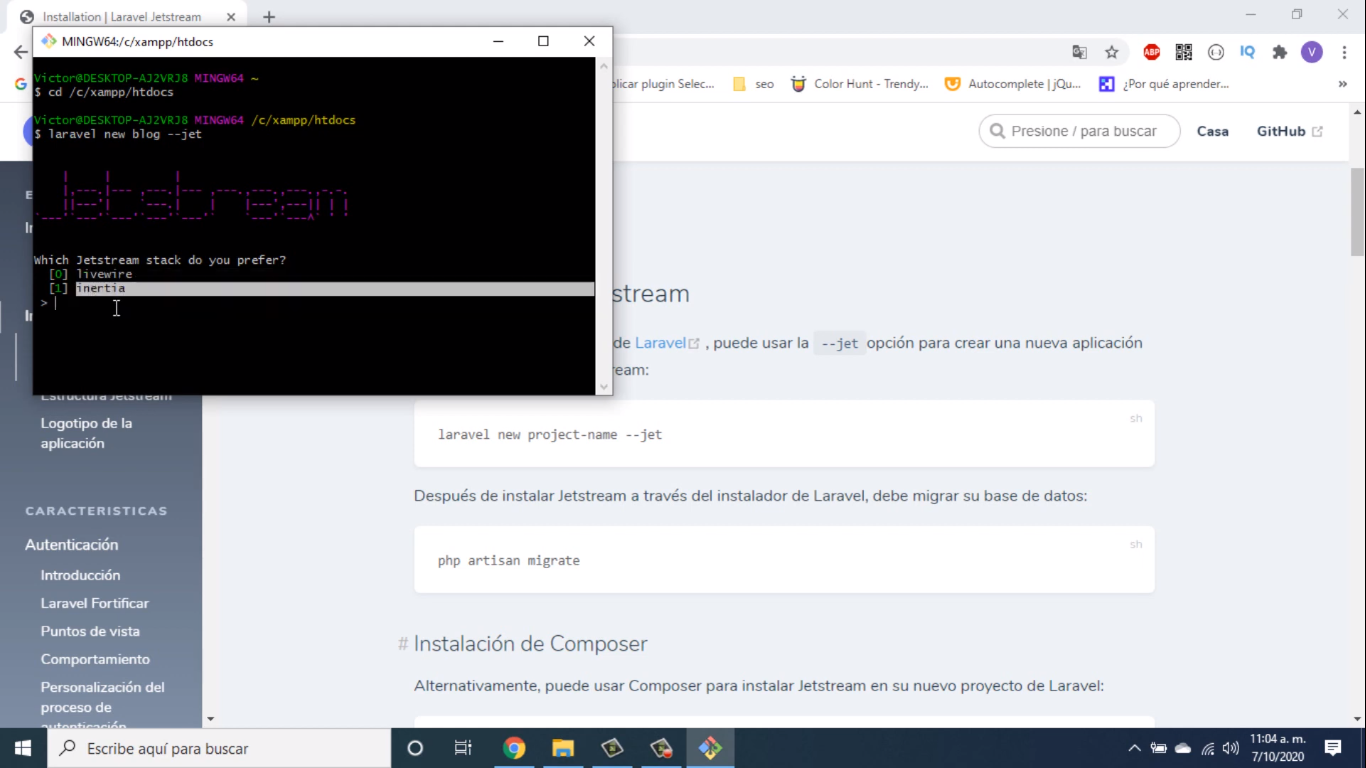 Installation | Laravel Jetstream
MINGW64:/c/xampp/htdocs
ABP
IQ
V
Victor@DESKTOP-AJ2VRJ8 MINGW64 ~
$ cd /c/xampp/htdocs
Victor@DESKTOP-AJ2VRJ8 MINGW64 /c/xampp/htdocs
$ laravel new blog --jet
Jetstream
Which Jetstream stack do you prefer?
[0] livewire
[1] inertia
>
G
plicar plugin Selec...
seo
Color Hunt - Trendy...
Autocomplete | jQu...
¿Por qué aprender...
»
Presione / para buscar
Casa
GitHub
stream
de Laravel , puede usar la --jet opción para crear una nueva aplicación
eam:
sh
laravel new project-name --jet
Después de instalar Jetstream a través del instalador de Laravel, debe migrar su base de datos:
sh
php artisan migrate
# Instalación de Composer
Alternativamente, puede usar Composer para instalar Jetstream en su nuevo proyecto de Laravel:
Estructura Jetstream
Logotipo de la
aplicación
CARACTERISTICAS
Autenticación
Introducción
Laravel Fortificar
Puntos de vista
Comportamiento
Personalización del
proceso de
autenticación
Escribe aquí para buscar
11:04 a. m.
7/10/2020